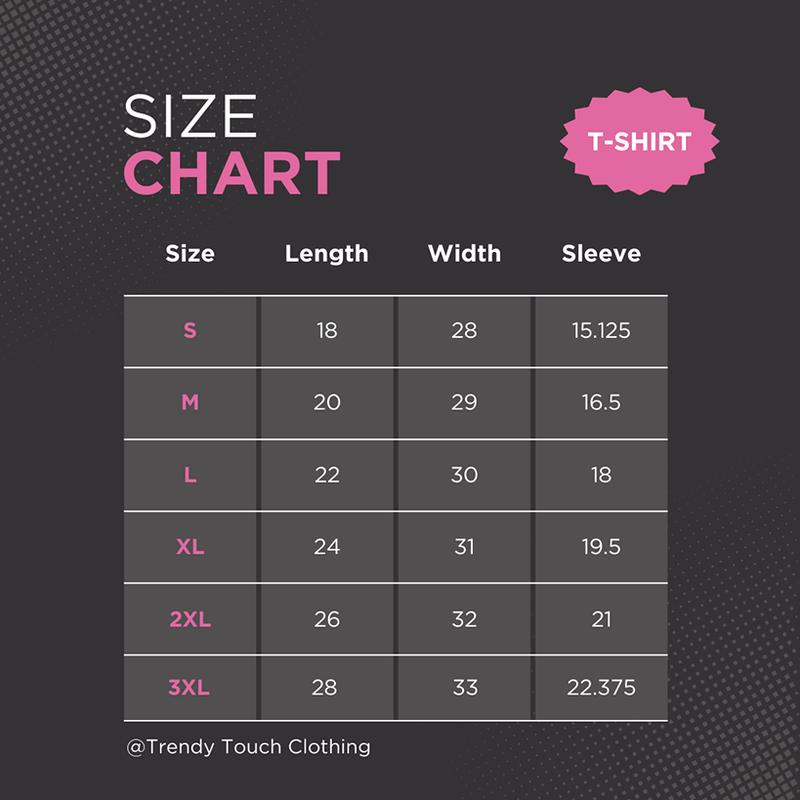 SIZE
CHART
T-SHIRT
Size Length Width Sleeve
S 18 28 15.125
M 20 29 16.5
L 22 30 18
XL 24 31 19.5
2XL 26 32 21
3XL 28 33 22.375
@Trendy Touch Clothing